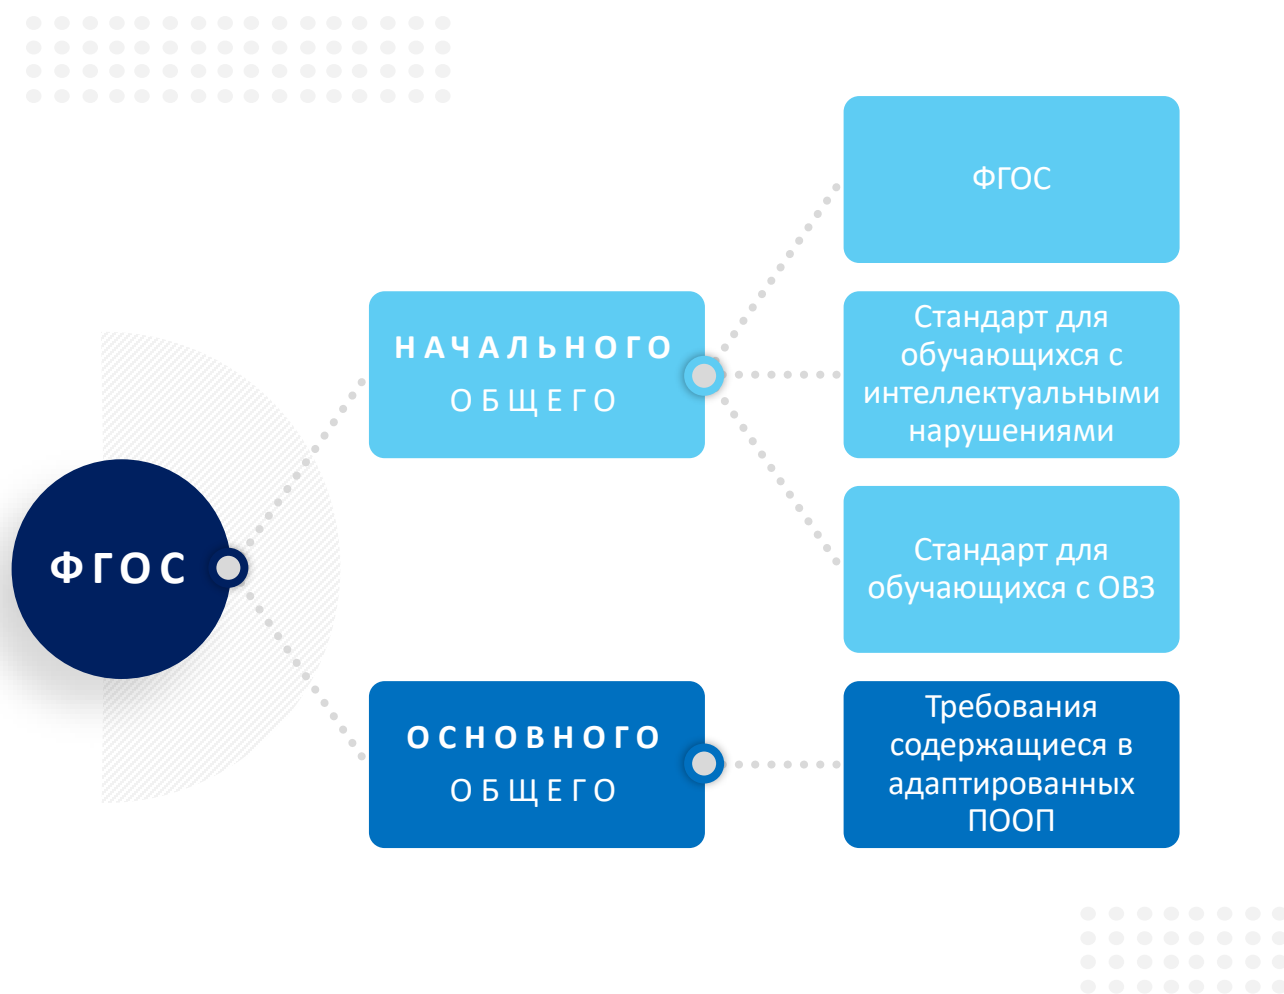 ФГОС
НАЧАЛЬНОГО
ОБЩЕГО
ФГОС
Стандарт для
обучающихся с
интеллектуальными
нарушениями
Стандарт для
обучающихся с ОВЗ
ОСНОВНОГО
ОБЩЕГО
Требования
содержащиеся в
адаптированных
ПООП